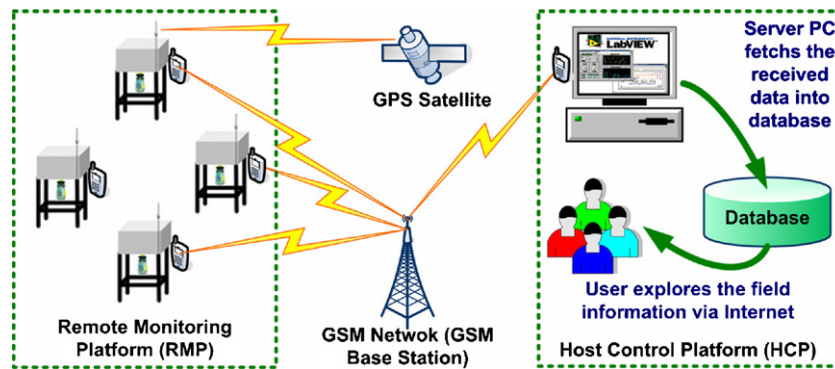 GPS Satellite
LabVIEW
Server PC
fetchs the
received
data into
database
Database
User explores the field
information via Internet
Remote Monitoring
Platform (RMP)
GSM Netwok (GSM
Base Station)
Host Control Platform (HCP)